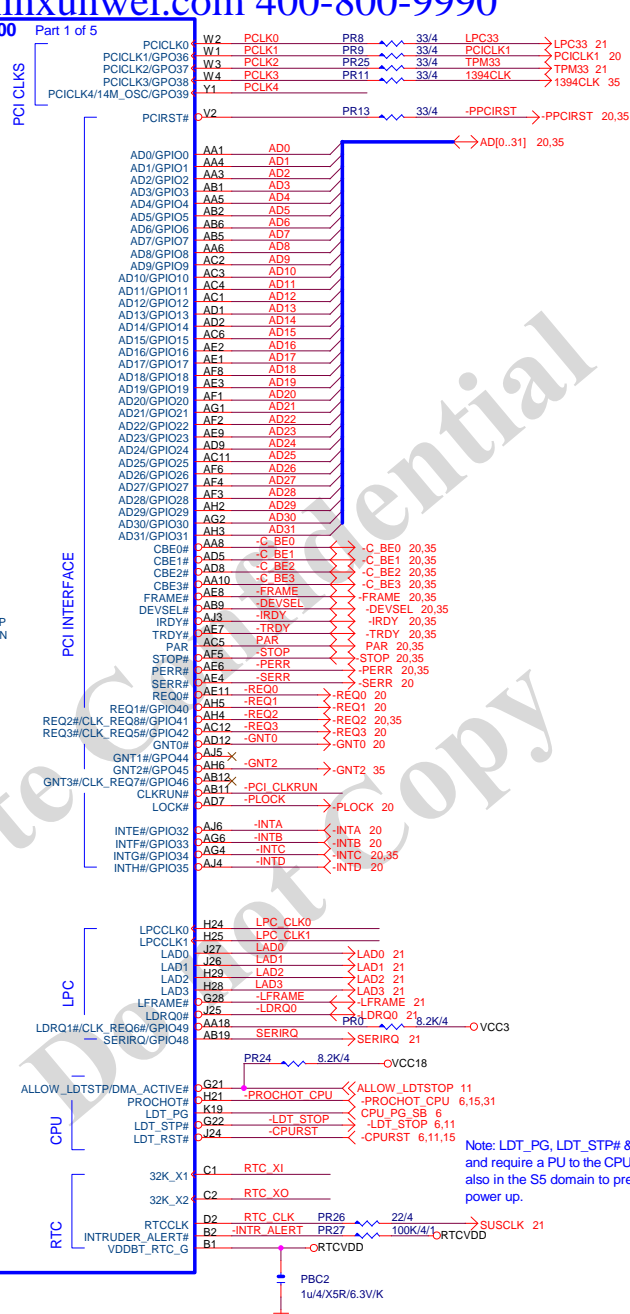 inxunwei.com 400-800-9990
00 Part 1 of 5
PCI CLKS
PCICLK0 W2 PCLK0 PR8 33/4 LPC33 LPC33 21
PCICLK1/GPO36 W1 PCLK1 PR9 33/4 PCICLK1 PCICLK1 20
PCICLK2/GPO37 W3 PCLK2 PR25 33/4 TPM33 TPM33 21
PCICLK3/GPO38 W4 PCLK3 PR11 33/4 1394CLK 1394CLK 35
PCICLK4/14M_OSC/GPO39 Y1 PCLK4
PCIRST# V2 PR13 33/4 -PPCIRST -PPCIRST 20,35
AD[0..31] 20,35
PCI INTERFACE
AD0/GPIO0 AA1 AD0
AD1/GPIO1 AA4 AD1
AD2/GPIO2 AA3 AD2
AD3/GPIO3 AB1 AD3
AD4/GPIO4 AA5 AD4
AD5/GPIO5 AB2 AD5
AD6/GPIO6 AB6 AD6
AD7/GPIO7 AB5 AD7
AD8/GPIO8 AA6 AD8
AD9/GPIO9 AC2 AD9
AD10/GPIO10 AC3 AD10
AD11/GPIO11 AC4 AD11
AD12/GPIO12 AC1 AD12
AD13/GPIO13 AD1 AD13
AD14/GPIO14 AD2 AD14
AD15/GPIO15 AC6 AD15
AD16/GPIO16 AE2 AD16
AD17/GPIO17 AE1 AD17
AD18/GPIO18 AF8 AD18
AD19/GPIO19 AE3 AD19
AD20/GPIO20 AF1 AD20
AD21/GPIO21 AG1 AD21
AD22/GPIO22 AF2 AD22
AD23/GPIO23 AE9 AD23
AD24/GPIO24 AD9 AD24
AD25/GPIO25 AC11 AD25
AD26/GPIO26 AF6 AD26
AD27/GPIO27 AF4 AD27
AD28/GPIO28 AF3 AD28
AD29/GPIO29 AH2 AD29
AD30/GPIO30 AG2 AD30
AD31/GPIO31 AH3 AD31
CBE0# AA8 -C_BE0 -C_BE0 20,35
CBE1# AD5 -C_BE1 -C_BE1 20,35
CBE2# AD8 -C_BE2 -C_BE2 20,35
CBE3# AA10 -C_BE3 -C_BE3 20,35
FRAME# AE8 -FRAME -FRAME 20,35
DEVSEL# AB9 -DEVSEL -DEVSEL 20,35
IRDY# AJ3 -IRDY -IRDY 20,35
TRDY# AE7 -TRDY -TRDY 20,35
PAR AC5 PAR PAR 20,35
STOP# AF5 -STOP -STOP 20,35
PERR# AE6 -PERR -PERR 20,35
SERR# AE4 -SERR -SERR 20
REQ0# AE11 -REQ0 -REQ0 20
REQ1#/GPIO40 AH5 -REQ1 -REQ1 20
REQ2#/CLK_REQ8#/GPIO41 AH4 -REQ2 -REQ2 20,35
REQ3#/CLK_REQ5#/GPIO42 AC12 -REQ3 -REQ3 20
GNT0# AD12 -GNT0 -GNT0 20
GNT1#/GPO44 AJ5
GNT2#/GPO45 AH6 -GNT2 -GNT2 35
GNT3#/CLK_REQ7#/GPIO46 AB12
CLKRUN# AB11 -PCI_CLKRUN
LOCK# AD7 -PLOCK -PLOCK 20
INTE#/GPIO32 AJ6 -INTA -INTA 20
INTF#/GPIO33 AG6 -INTB -INTB 20
INTG#/GPIO34 AG4 -INTC -INTC 20,35
INTH#/GPIO35 AJ4 -INTD -INTD 20
P
N
LPC
LPCCLK0 H24 LPC_CLK0
LPCCLK1 H25 LPC_CLK1
LAD0 J27 LAD0 LAD0 21
LAD1 J26 LAD1 LAD1 21
LAD2 H29 LAD2 LAD2 21
LAD3 H28 LAD3 LAD3 21
LFRAME# G28 -LFRAME -LFRAME 21
LDRQ0# J25 -LDRQ0 -LDRQ0 21
LDRQ1#/CLK_REQ6#/GPIO49 AA18 PR0 8.2K/4 VCC3
SERIRQ/GPIO48 AB19 SERIRQ SERIRQ 21
PR24 8.2K/4 VCC18
CPU
ALLOW_LDTSTP/DMA_ACTIVE# G21 ALLOW_LDTSTOP 11
PROCHOT# H21 -PROCHOT_CPU -PROCHOT_CPU 6,15,31
LDT_PG K19 CPU_PG_SB 6
LDT_STP# G22 -LDT_STOP -LDT_STOP 6,11
LDT_RST# J24 -CPURST -CPURST 6,11,15
Note: LDT_PG, LDT_STP# &
and require a PU to the CPU
also in the S5 domain to pre
power up.
RTC
32K_X1 C1 RTC_XI
32K_X2 C2 RTC_XO
RTCCLK D2 RTC_CLK PR26 22/4 SUSCLK 21
INTRUDER_ALERT# B2 -INTR_ALERT PR27 100K/4/1 RTCVDD
VDDBT_RTC_G B1 RTCVDD
PBC2
1u/4/X5R/6.3V/K
te Confidential
Do not Copy